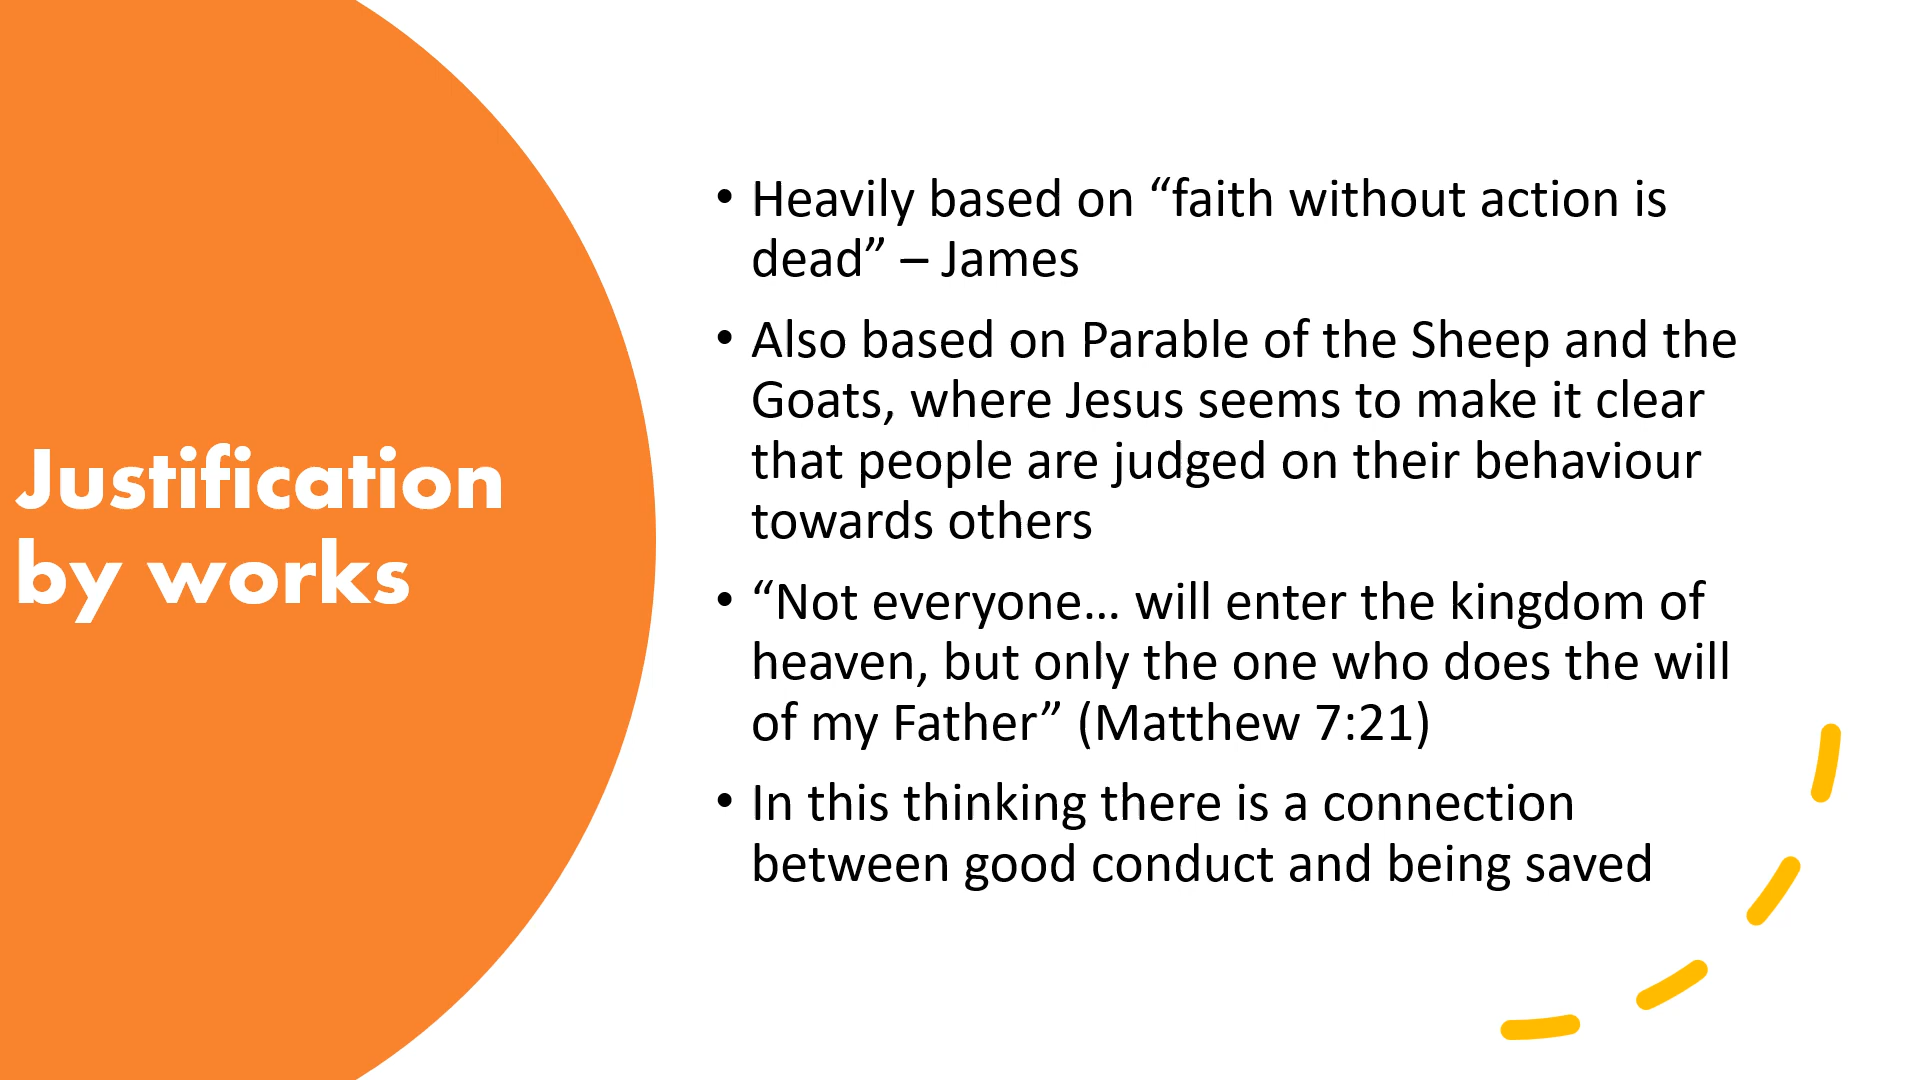 Justification
by works
• Heavily based on “faith without action is
dead” – James
• Also based on Parable of the Sheep and the
Goats, where Jesus seems to make it clear
that people are judged on their behaviour
towards others
• “Not everyone… will enter the kingdom of
heaven, but only the one who does the will
of my Father” (Matthew 7:21)
• In this thinking there is a connection
between good conduct and being saved